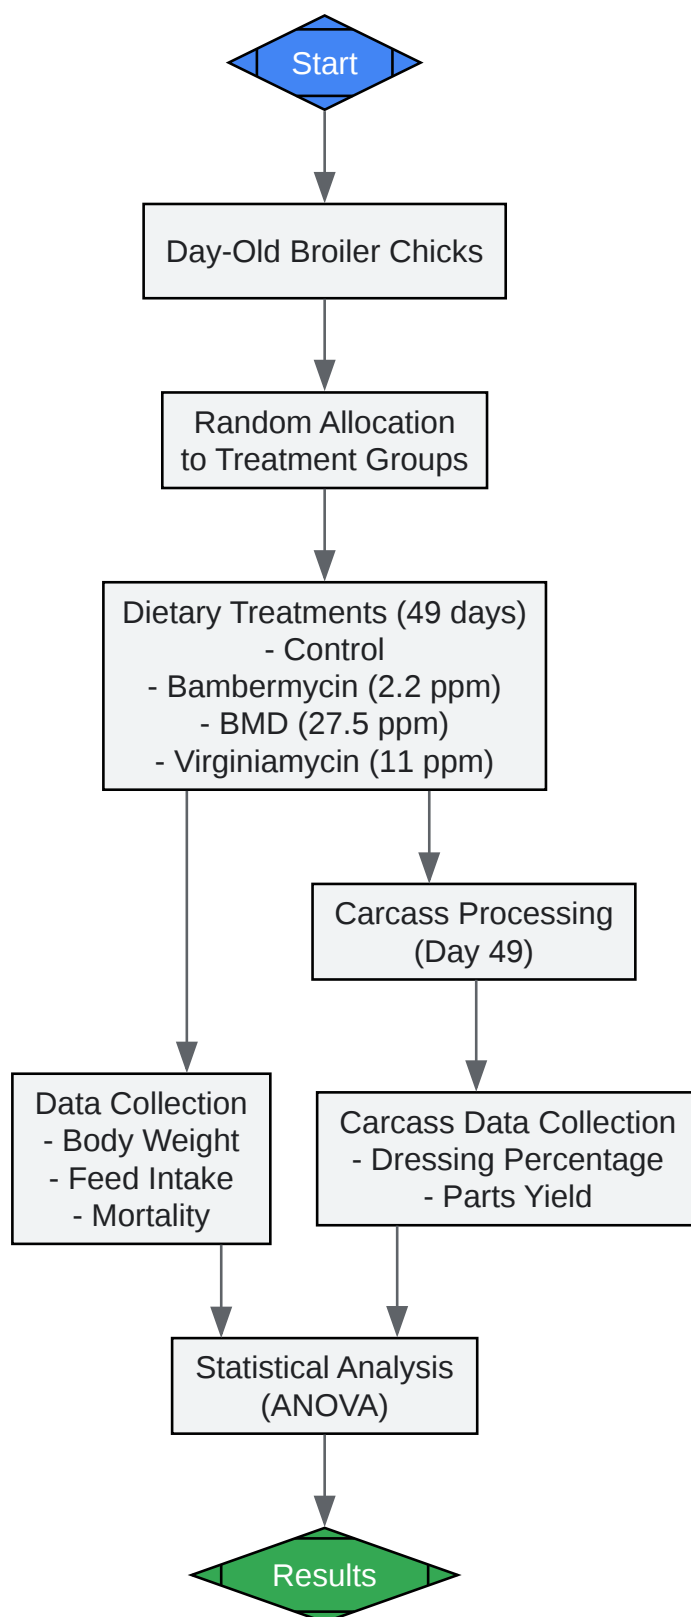 Start
Day-Old Broiler Chicks
Random Allocation
to Treatment Groups
Dietary Treatments (49 days)
- Control
- Bambermycin (2.2 ppm)
- BMD (27.5 ppm)
- Virginiamycin (11 ppm)
Carcass Processing
(Day 49)
Data Collection
- Body Weight
- Feed Intake
- Mortality
Carcass Data Collection
- Dressing Percentage
- Parts Yield
Statistical Analysis
(ANOVA)
Results